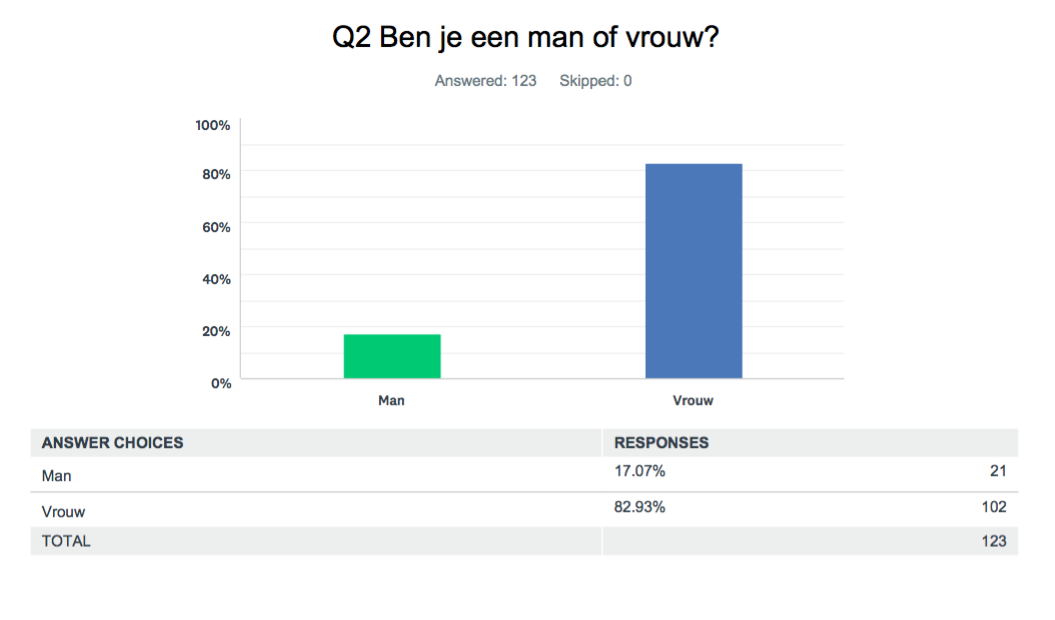 Q2 Ben je een man of vrouw?
Answered: 123 Skipped: 0
100%
80%
60%
40%
20%
0%
Man Vrouw
ANSWER CHOICES RESPONSES
Man 17.07% 21
Vrouw 82.93% 102
TOTAL 123